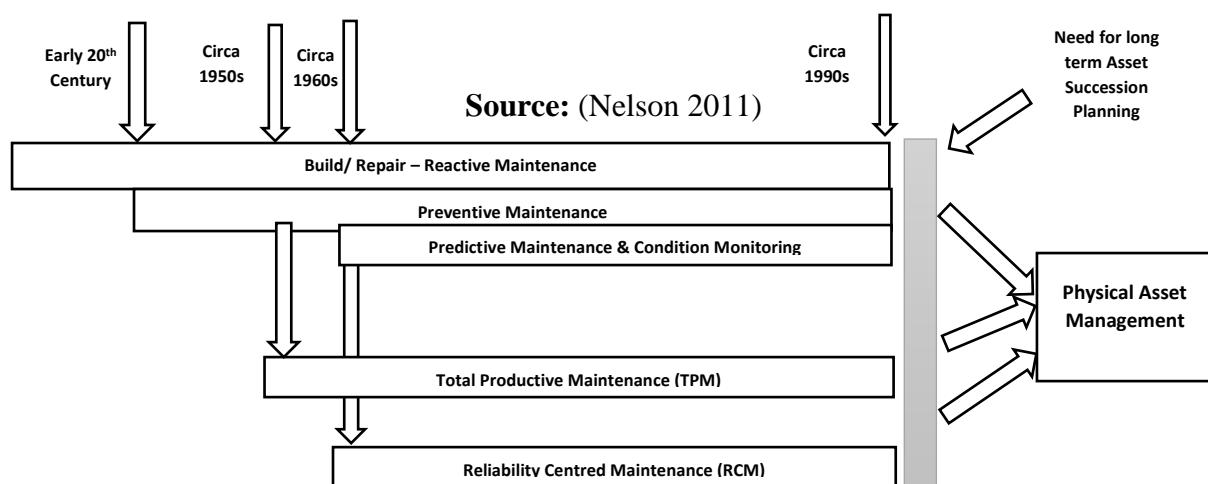 Early 20th
Century
Circa
1950s
Circa
1960s
Circa
1990s
Need for long
term Asset
Succession
Planning
Source: (Nelson 2011)
Build/ Repair – Reactive Maintenance
Preventive Maintenance
Predictive Maintenance & Condition Monitoring
Physical Asset
Management
Total Productive Maintenance (TPM)
Reliability Centred Maintenance (RCM)